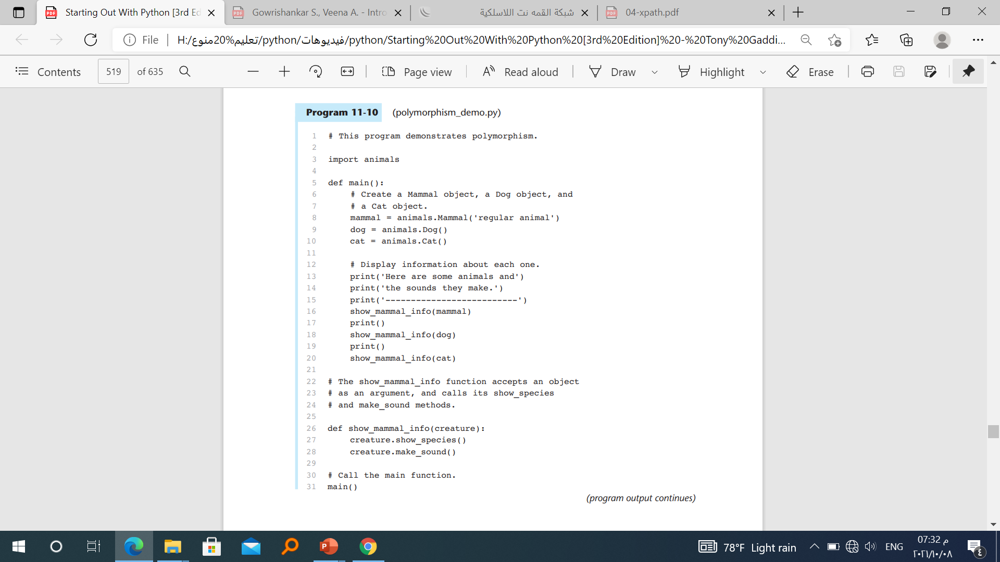 Starting Out With Python [3rd Ed
Gowrishankar S., Veena A. - Intro
شبكة القمه نت اللاسلكية
04-xpath.pdf
File
H:/تعليم%20منوع/python/فيديوهات/python/Starting%20Out%20With%20Python%20[3rd%20Edition]%20-%20Tony%20Gaddi...
Contents
519
of 635
Page view
Read aloud
Draw
Highlight
Erase
Program 11-10 (polymorphism_demo.py)
1 # This program demonstrates polymorphism.
2
3 import animals
4
5 def main():
6 # Create a Mammal object, a Dog object, and
7 # a Cat object.
8 mammal = animals.Mammal('regular animal')
9 dog = animals.Dog()
10 cat = animals.Cat()
11
12 # Display information about each one.
13 print('Here are some animals and')
14 print('the sounds they make.')
15 print('--------------------------')
16 show_mammal_info(mammal)
17 print()
18 show_mammal_info(dog)
19 print()
20 show_mammal_info(cat)
21
22 # The show_mammal_info function accepts an object
23 # as an argument, and calls its show_species
24 # and make_sound methods.
25
26 def show_mammal_info(creature):
27 creature.show_species()
28 creature.make_sound()
29
30 # Call the main function.
31 main()
(program output continues)
78°F Light rain
ENG
07:32 م
٢٠٢١/١٠/٠٨
٤